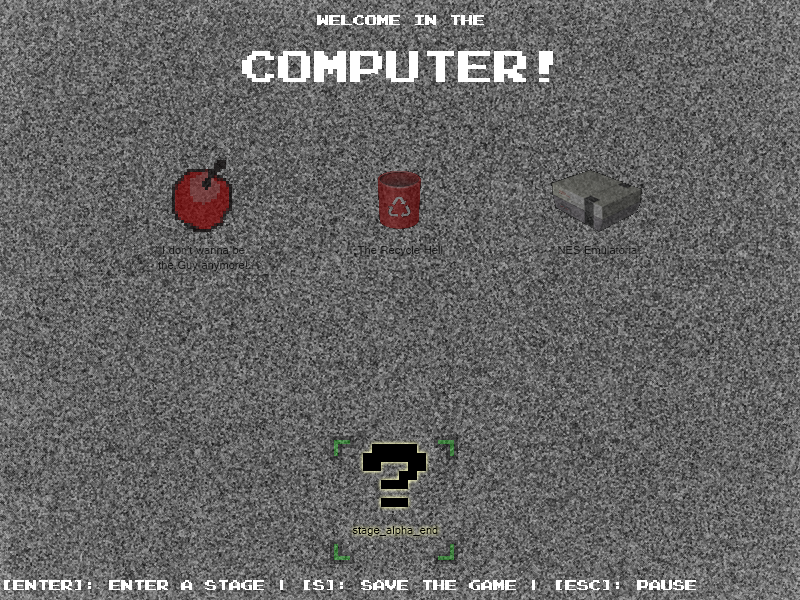 WELCOME IN THE
COMPUTER!
I don't wanna be
the Guy anymore! A
The Recycle Hell
NES Emulatoria
stage_alpha_end
[ENTER]: ENTER A STAGE | [S]: SAVE THE GAME | [ESC]: PAUSE